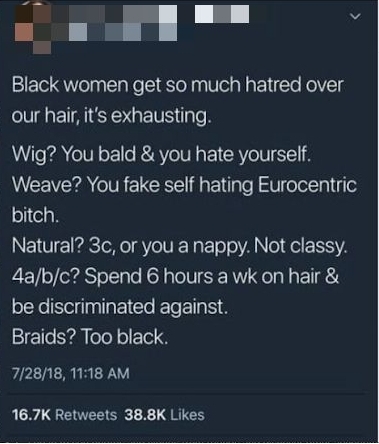 Black women get so much hatred over
our hair, it's exhausting.
Wig? You bald & you hate yourself.
Weave? You fake self hating Eurocentric
bitch.
Natural? 3c, or you a nappy. Not classy.
4a/b/c? Spend 6 hours a wk on hair &
be discriminated against.
Braids? Too black.
7/28/18, 11:18 AM
16.7K Retweets 38.8K Likes